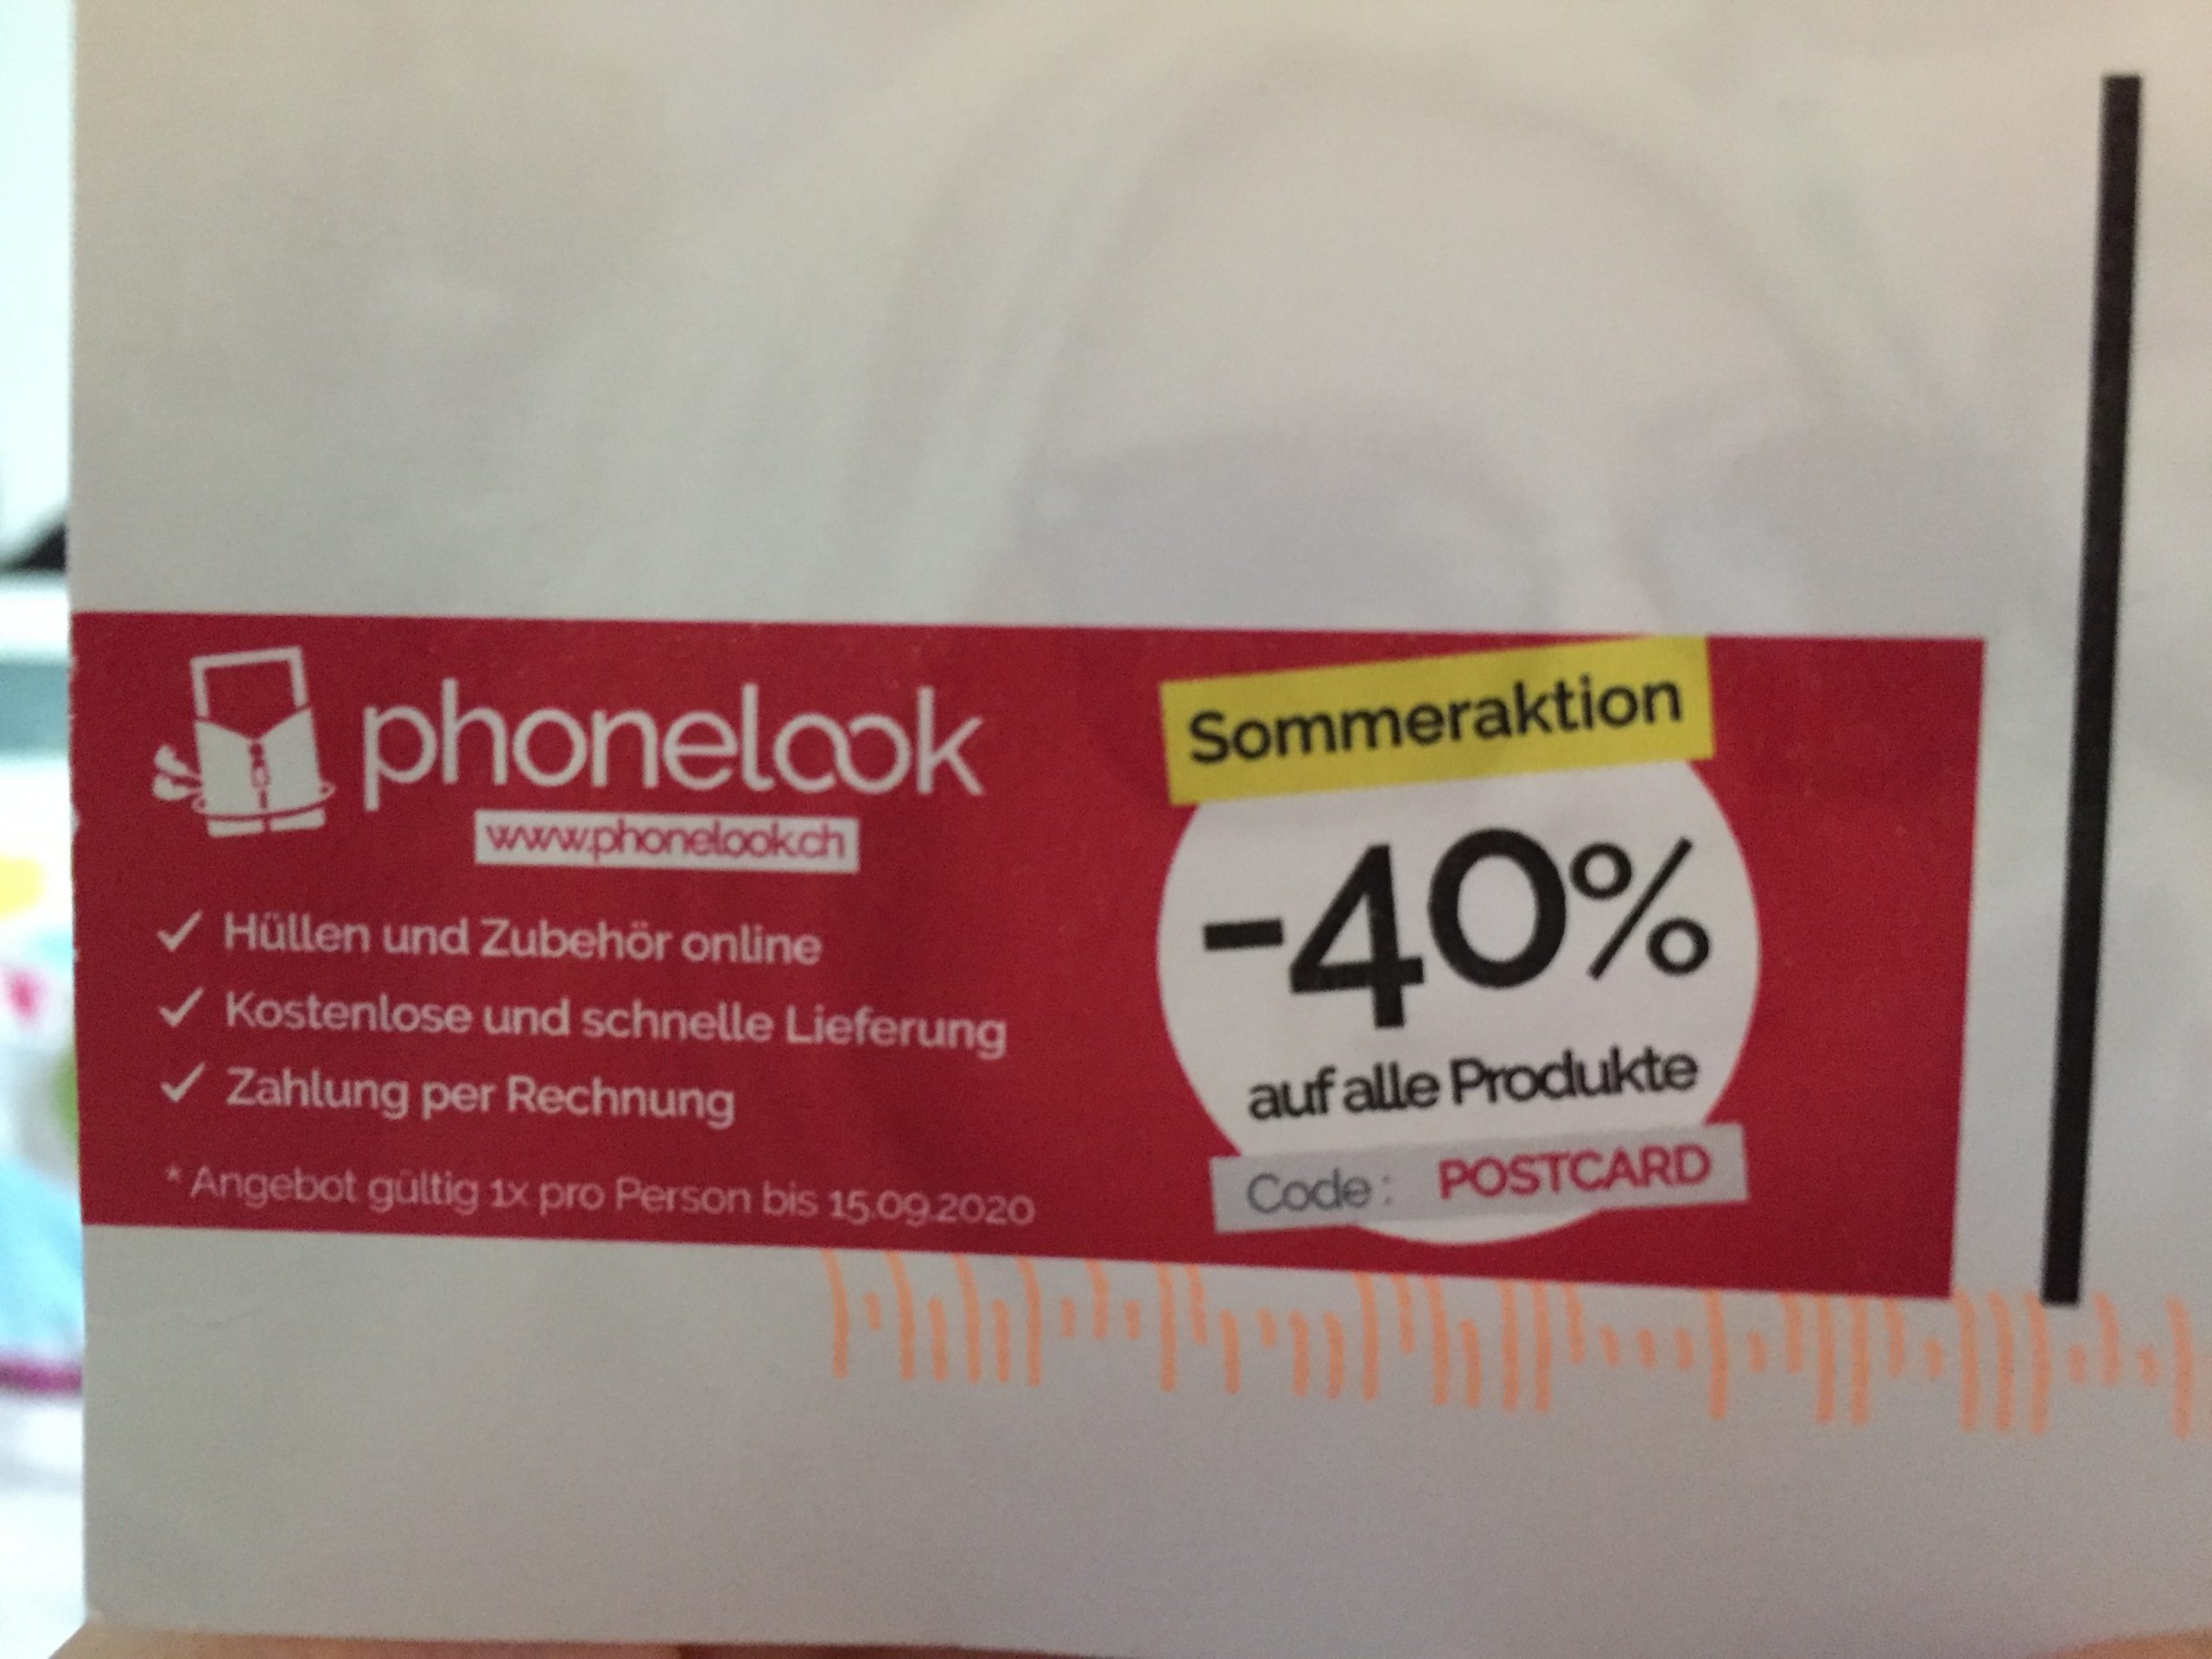 phonelook
www.phonelook.ch
✓ Hüllen und Zubehör online
✓ Kostenlose und schnelle Lieferung
✓ Zahlung per Rechnung
* Angebot gültig 1x pro Person bis 15.09.2020
Sommeraktion
-40%
auf alle Produkte
Code: POSTCARD